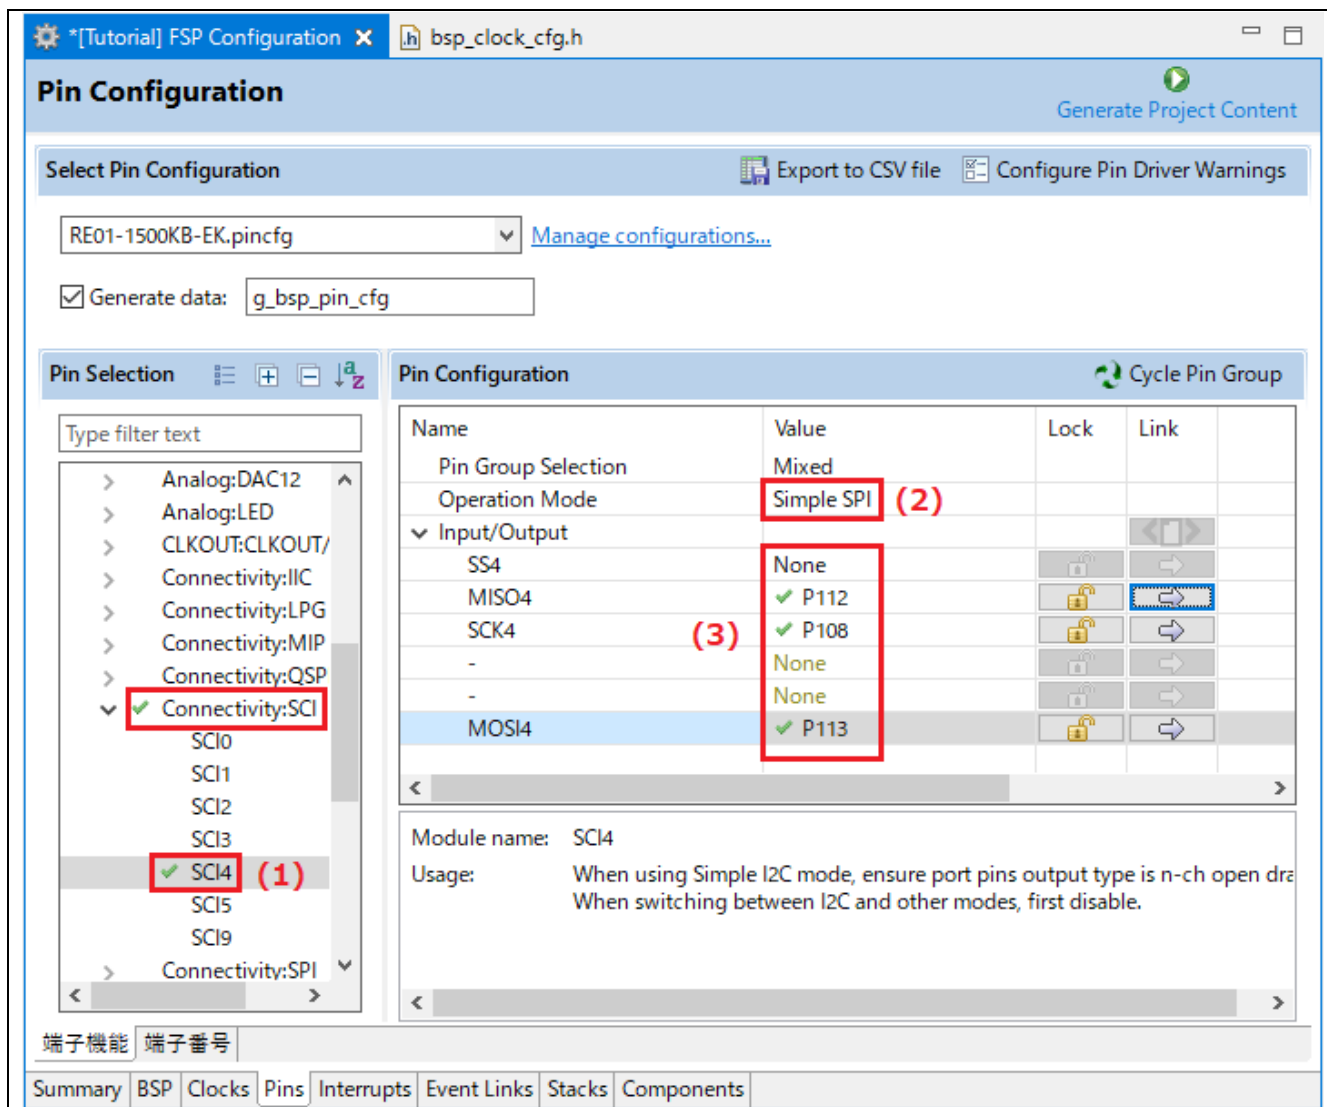 *[Tutorial] FSP Configuration
.h bsp_clock_cfg.h
Pin Configuration
Generate Project Content
Select Pin Configuration
Export to CSV file
Configure Pin Driver Warnings
RE01-1500KB-EK.pincfg
Manage configurations...
Generate data:
g_bsp_pin_cfg
Pin Selection
Type filter text
Analog:DAC12
Analog:LED
CLKOUT:CLKOUT/
Connectivity:IIC
Connectivity:LPG
Connectivity:MIP
Connectivity:QSP
Connectivity:SCI
SCI0
SCI1
SCI2
SCI3
SCI4 (1)
SCI5
SCI9
Connectivity:SPI
Pin Configuration
Cycle Pin Group
Name Value Lock Link
Pin Group Selection Mixed
Operation Mode Simple SPI (2)
Input/Output
SS4 None
MISO4 P112
SCK4 (3) P108
- None
- None
MOSI4 P113
Module name: SCI4
Usage: When using Simple I2C mode, ensure port pins output type is n-ch open dra
When switching between I2C and other modes, first disable.
端子機能 端子番号
Summary BSP Clocks Pins Interrupts Event Links Stacks Components